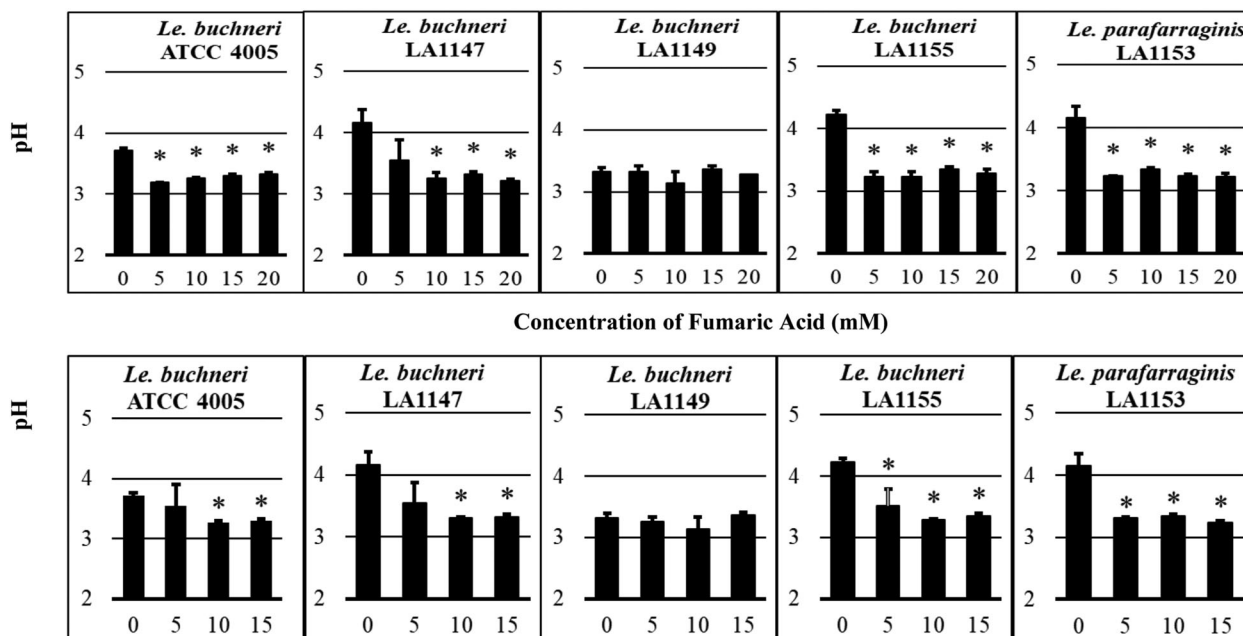 Le. buchneri
ATCC 4005
Le. buchneri
LA1147
Le. buchneri
LA1149
Le. buchneri
LA1155
Le. parafarraginis
LA1153
pH
5
4
3
2
5
4
3
2
5
4
3
2
5
4
3
2
5
4
3
2
* * * *
* * *
* * * *
* * * *
0 5 10 15 20
0 5 10 15 20
0 5 10 15 20
0 5 10 15 20
0 5 10 15 20
Concentration of Fumaric Acid (mM)
Le. buchneri
ATCC 4005
Le. buchneri
LA1147
Le. buchneri
LA1149
Le. buchneri
LA1155
Le. parafarraginis
LA1153
pH
5
4
3
2
5
4
3
2
5
4
3
2
5
4
3
2
5
4
3
2
* *
* *
* * *
* * *
0 5 10 15
0 5 10 15
0 5 10 15
0 5 10 15
0 5 10 15